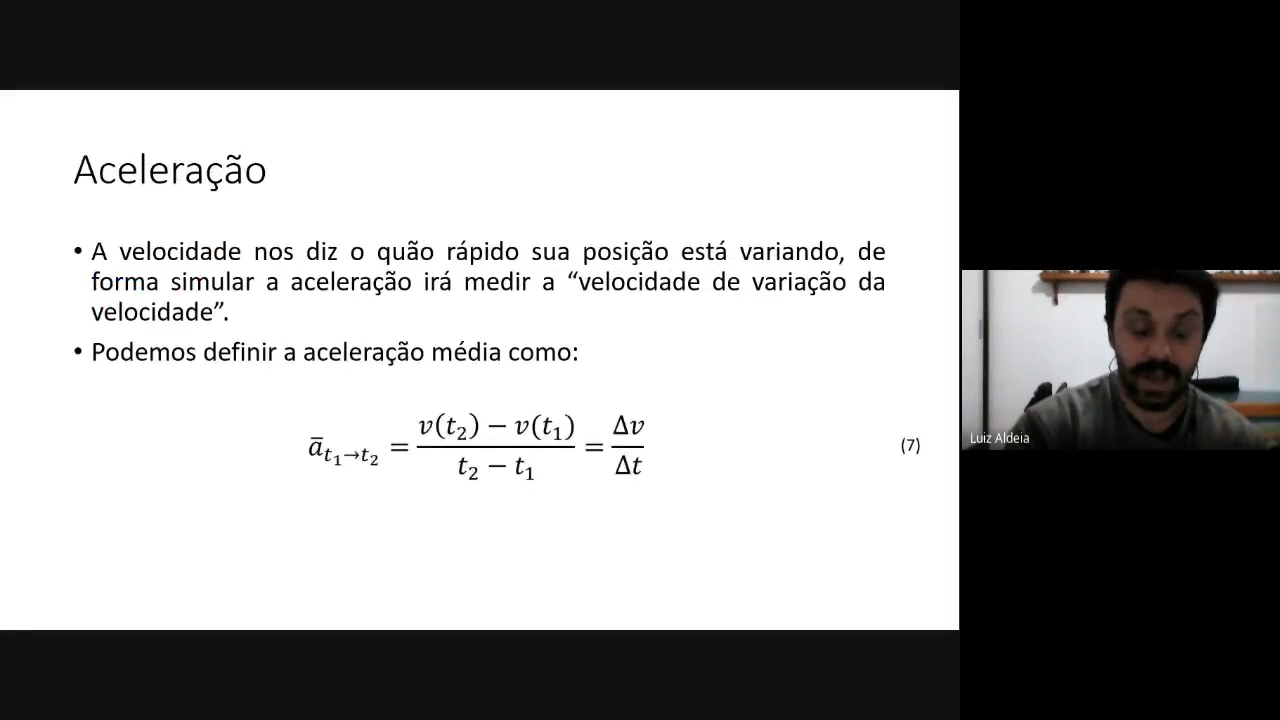 Aceleração
• A velocidade nos diz o quão rápido sua posição está variando, de
forma simular a aceleração irá medir a “velocidade de variação da
velocidade”.
• Podemos definir a aceleração média como:
ā_{t₁→t₂} = \frac{v(t₂) − v(t₁)}{t₂ − t₁} = \frac{Δv}{Δt} (7)
Luiz Aldeia